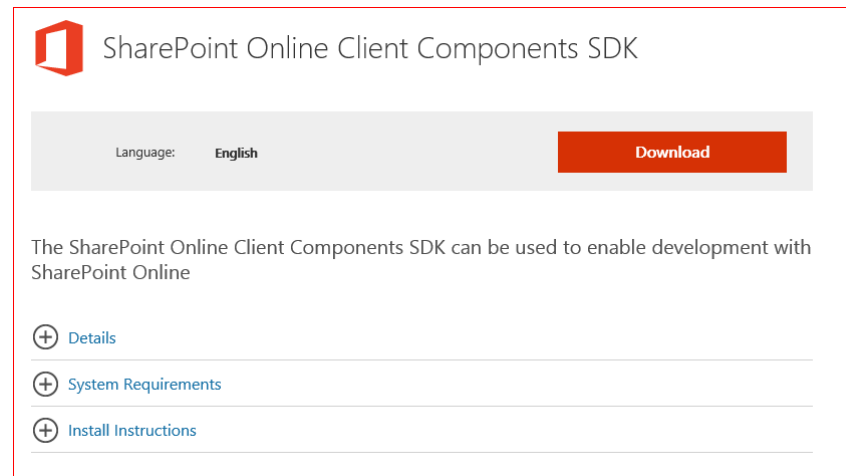 SharePoint Online Client Components SDK
Language: English Download
The SharePoint Online Client Components SDK can be used to enable development with
SharePoint Online
Details
System Requirements
Install Instructions